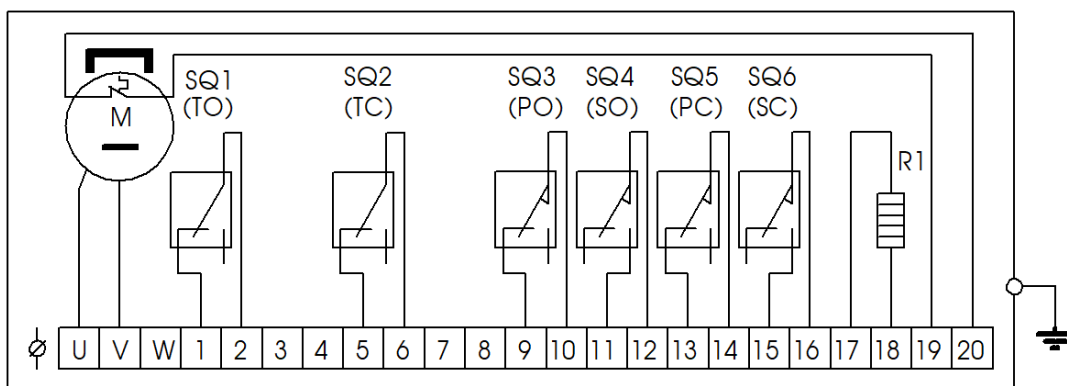 SQ1 SQ2 SQ3 SQ4 SQ5 SQ6
(TO) (TC) (PO) (SO) (PC) (SC)
M
R1
U V W 1 2 3 4 5 6 7 8 9 10 11 12 13 14 15 16 17 18 19 20